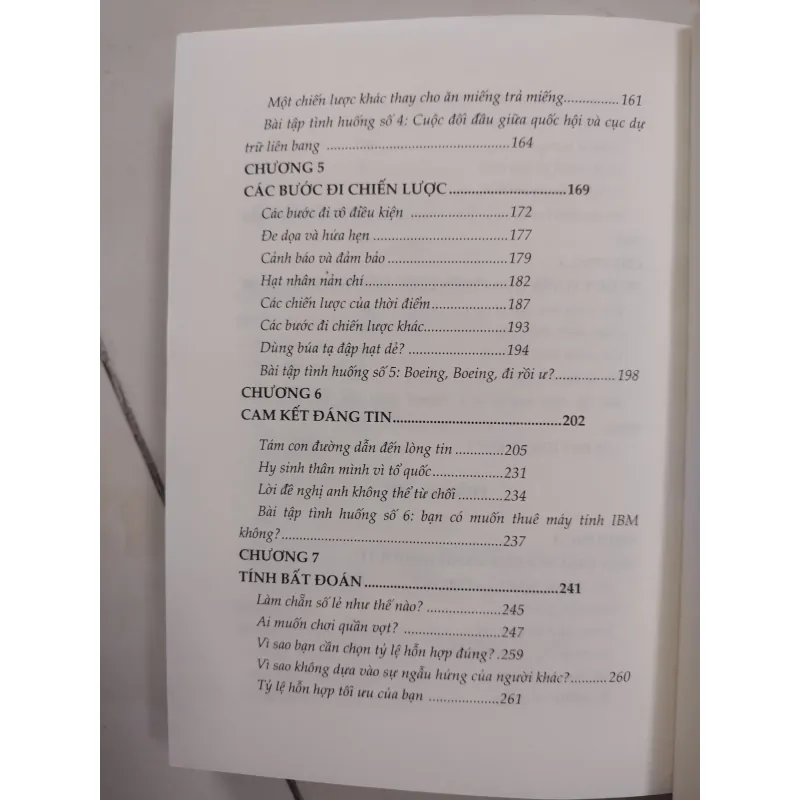 Một chiến lược khác thay cho ăn miếng trả miếng...............161
Bài tập tình huống số 4: Cuộc đối đầu giữa quốc hội và cục dự
trữ liên bang ..............................................164
CHƯƠNG 5
CÁC BƯỚC ĐI CHIẾN LƯỢC..............................169
Các bước đi vô điều kiện .........................172
Đe dọa và hứa hẹn...................................177
Cảnh báo và đảm bảo...............................179
Hạt nhân nản chí....................................182
Các chiến lược của thời điểm....................187
Các bước đi chiến lược khác.....................193
Dùng búa tạ đập hạt dẻ? .........................194
Bài tập tình huống số 5: Boeing, Boeing, đi rồi ư?...............198
CHƯƠNG 6
CAM KẾT ĐÁNG TIN...........................................202
Tám con đường dẫn đến lòng tin ............205
Hy sinh thân mình vì tổ quốc..................231
Lời đề nghị anh không thể từ chối ...........234
Bài tập tình huống số 6: bạn có muốn thuê máy tính IBM
không?........................................................237
CHƯƠNG 7
TÍNH BẤT ĐOÁN..................................................241
Làm chẵn số lẻ như thế nào? ....................245
Ai muốn chơi quần vợt? .........................247
Vì sao bạn cần chọn tỷ lệ hỗn hợp đúng? .259
Vì sao không dựa vào sự ngẫu hứng của người khác?.........260
Tỷ lệ hỗn hợp tối ưu của bạn ..................261